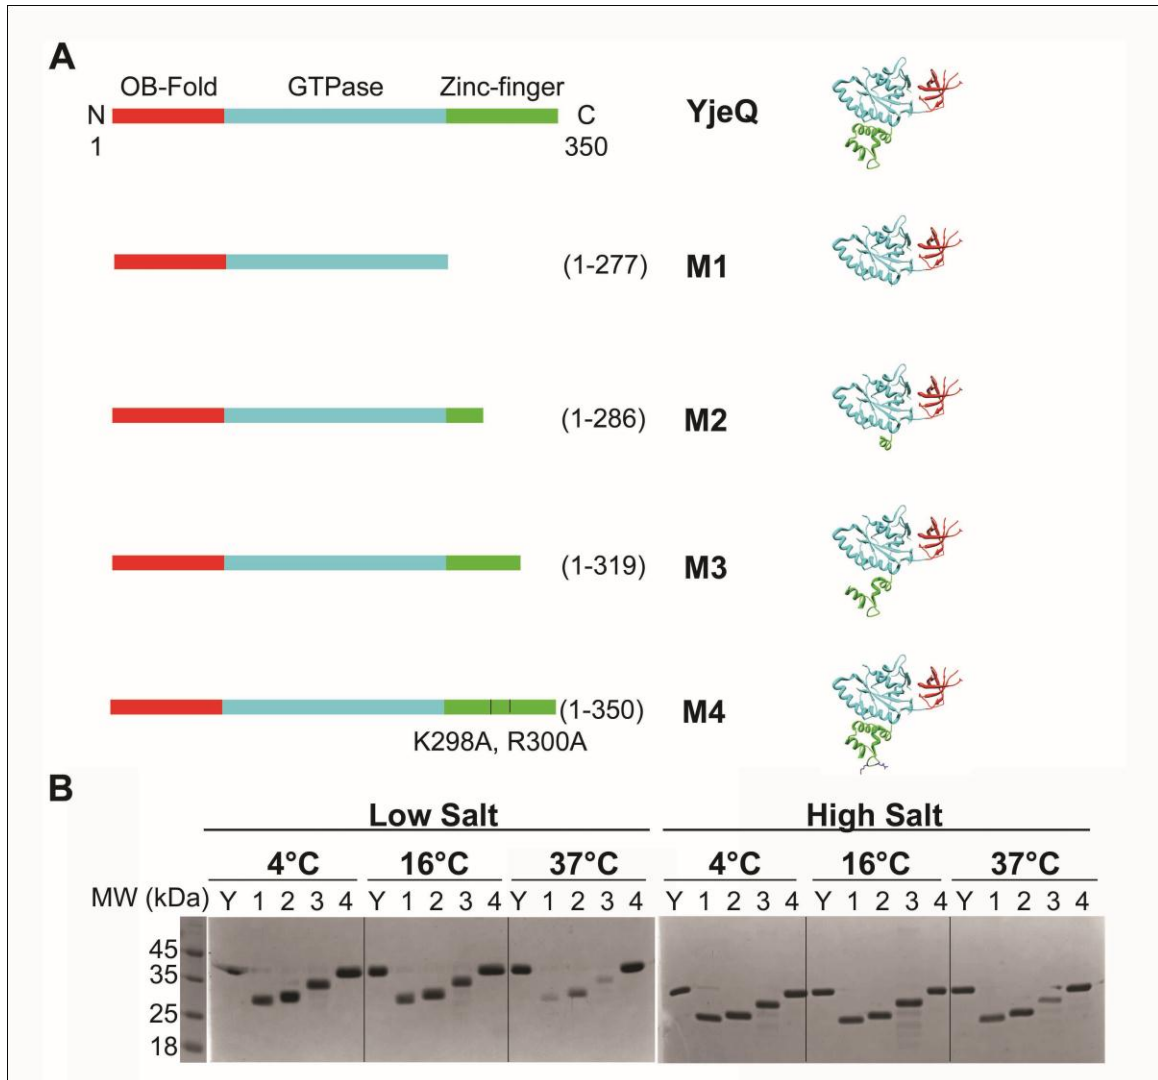 A
OB-Fold GTPase Zinc-finger
N C YjeQ
1 350
(1-277) M1
(1-286) M2
(1-319) M3
(1-350) M4
K298A, R300A
B
Low Salt High Salt
4°C 16°C 37°C 4°C 16°C 37°C
MW (kDa) Y 1 2 3 4 Y 1 2 3 4 Y 1 2 3 4 Y 1 2 3 4 Y 1 2 3 4 Y 1 2 3 4
45
35
25
18